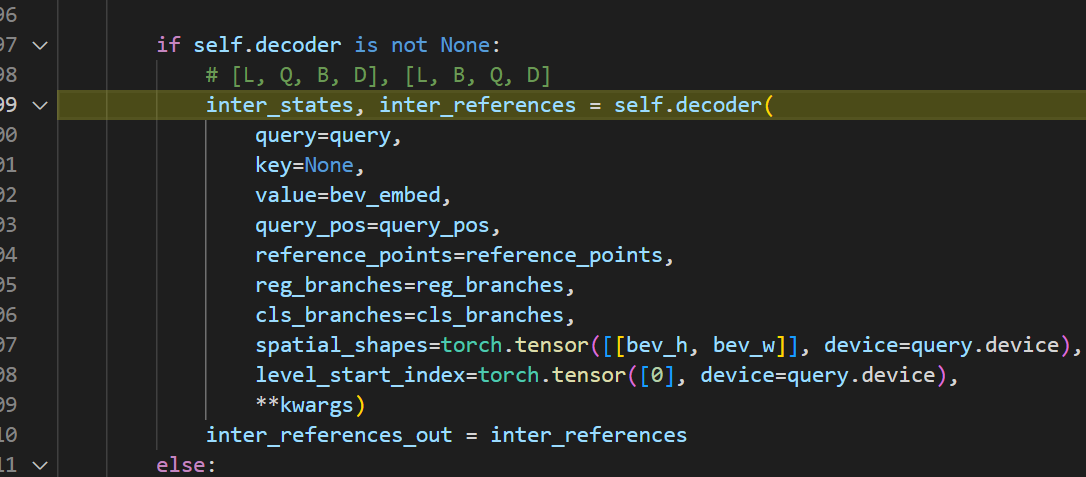 96
97 if self.decoder is not None:
98 # [L, Q, B, D], [L, B, Q, D]
99 inter_states, inter_references = self.decoder(
00 query=query,
01 key=None,
02 value=bev_embed,
03 query_pos=query_pos,
04 reference_points=reference_points,
05 reg_branches=reg_branches,
06 cls_branches=cls_branches,
07 spatial_shapes=torch.tensor([[bev_h, bev_w]], device=query.device),
08 level_start_index=torch.tensor([0], device=query.device),
09 **kwargs)
10 inter_references_out = inter_references
11 else: